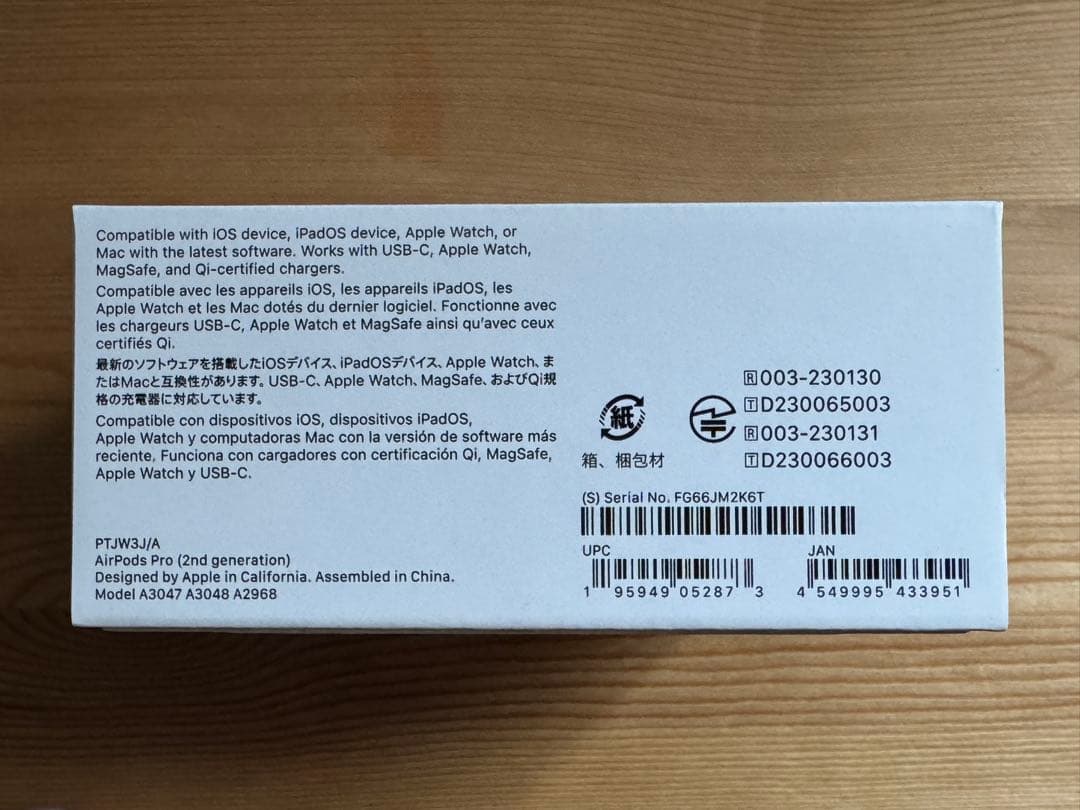 Compatible with iOS device, iPadOS device, Apple Watch, or
Mac with the latest software. Works with USB-C, Apple Watch,
MagSafe, and Qi-certified chargers.
Compatible avec les appareils iOS, les appareils iPadOS, les
Apple Watch et les Mac dotés du dernier logiciel. Fonctionne avec
les chargeurs USB-C, Apple Watch et MagSafe ainsi qu'avec ceux
certifiés Qi.
最新のソフトウェアを搭載したiOSデバイス、iPadOSデバイス、Apple Watch、ま
たはMacと互換性があります。USB-C、Apple Watch、MagSafe、およびQi規
格の充電器に対応しています。
Compatible con dispositivos iOS, dispositivos iPadOS,
Apple Watch y computadoras Mac con la versión de software más
reciente. Funciona con cargadores con certificación Qi, MagSafe,
Apple Watch y USB-C.
PTJW3J/A
AirPods Pro (2nd generation)
Designed by Apple in California. Assembled in China.
Model A3047 A3048 A2968
紙
箱、梱包材
R 003-230130
T D230065003
R 003-230131
T D230066003
(S) Serial No. FG66JM2K6T
UPC
1 95949 05287 3
JAN
4 549995 433951